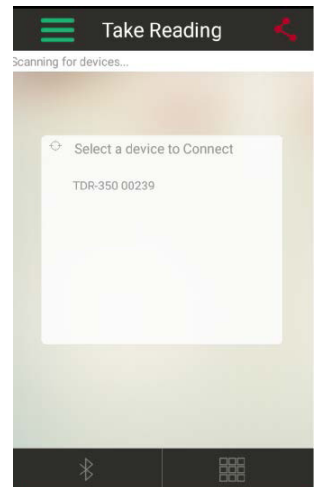 Take Reading
Scanning for devices...
Select a device to Connect
TDR-350 00239